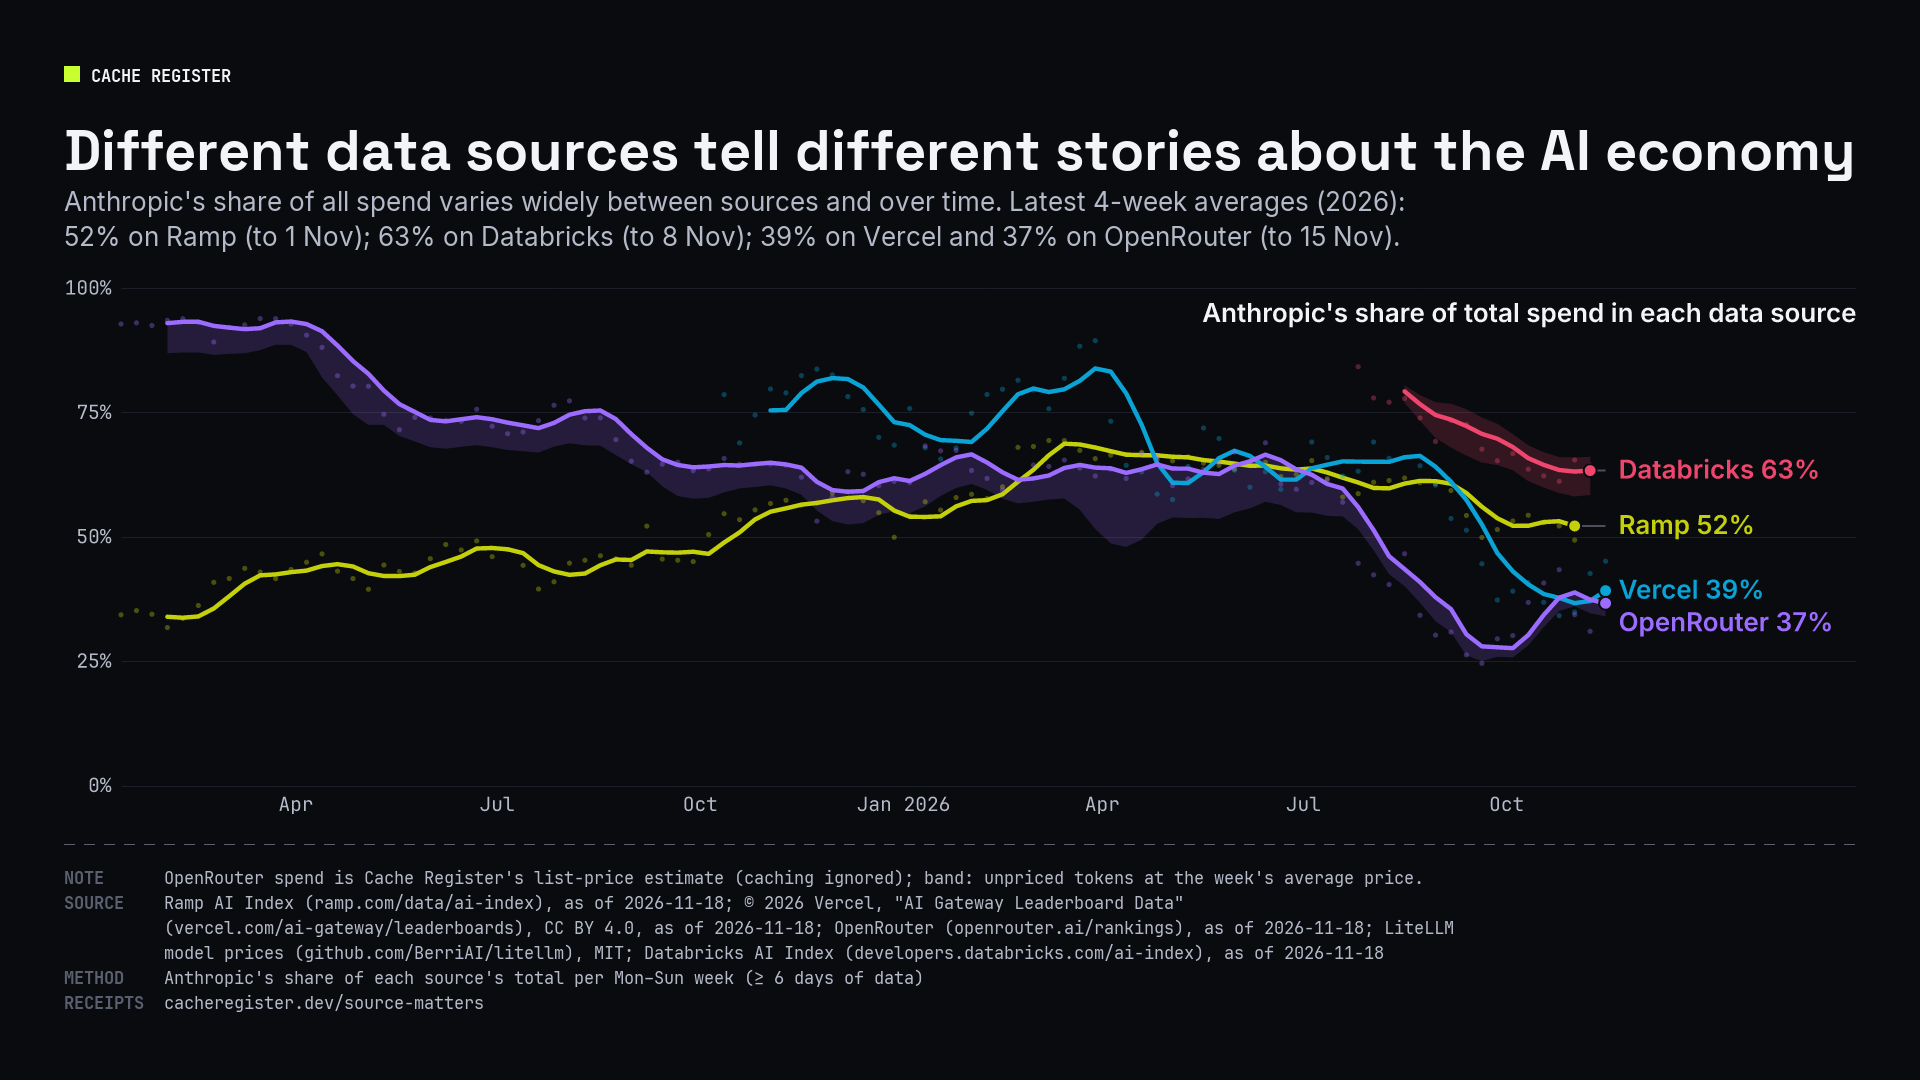 CACHE REGISTER
Different data sources tell different stories about the AI economy
Anthropic's share of all spend varies widely between sources and over time. Latest 4-week averages (2026):
52% on Ramp (to 1 Nov); 63% on Databricks (to 8 Nov); 39% on Vercel and 37% on OpenRouter (to 15 Nov).
100%
Anthropic's share of total spend in each data source
75%
Databricks 63%
Ramp 52%
50%
Vercel 39%
OpenRouter 37%
25%
0%
Apr Jul Oct Jan 2026 Apr Jul Oct
NOTE OpenRouter spend is Cache Register's list-price estimate (caching ignored); band: unpriced tokens at the week's average price.
SOURCE Ramp AI Index (ramp.com/data/ai-index), as of 2026-11-18; © 2026 Vercel, "AI Gateway Leaderboard Data"
(vercel.com/ai-gateway/leaderboards), CC BY 4.0, as of 2026-11-18; OpenRouter (openrouter.ai/rankings), as of 2026-11-18; LiteLLM
model prices (github.com/BerriAI/litellm), MIT; Databricks AI Index (developers.databricks.com/ai-index), as of 2026-11-18
METHOD Anthropic's share of each source's total per Mon–Sun week (≥ 6 days of data)
RECEIPTS cacheregister.dev/source-matters